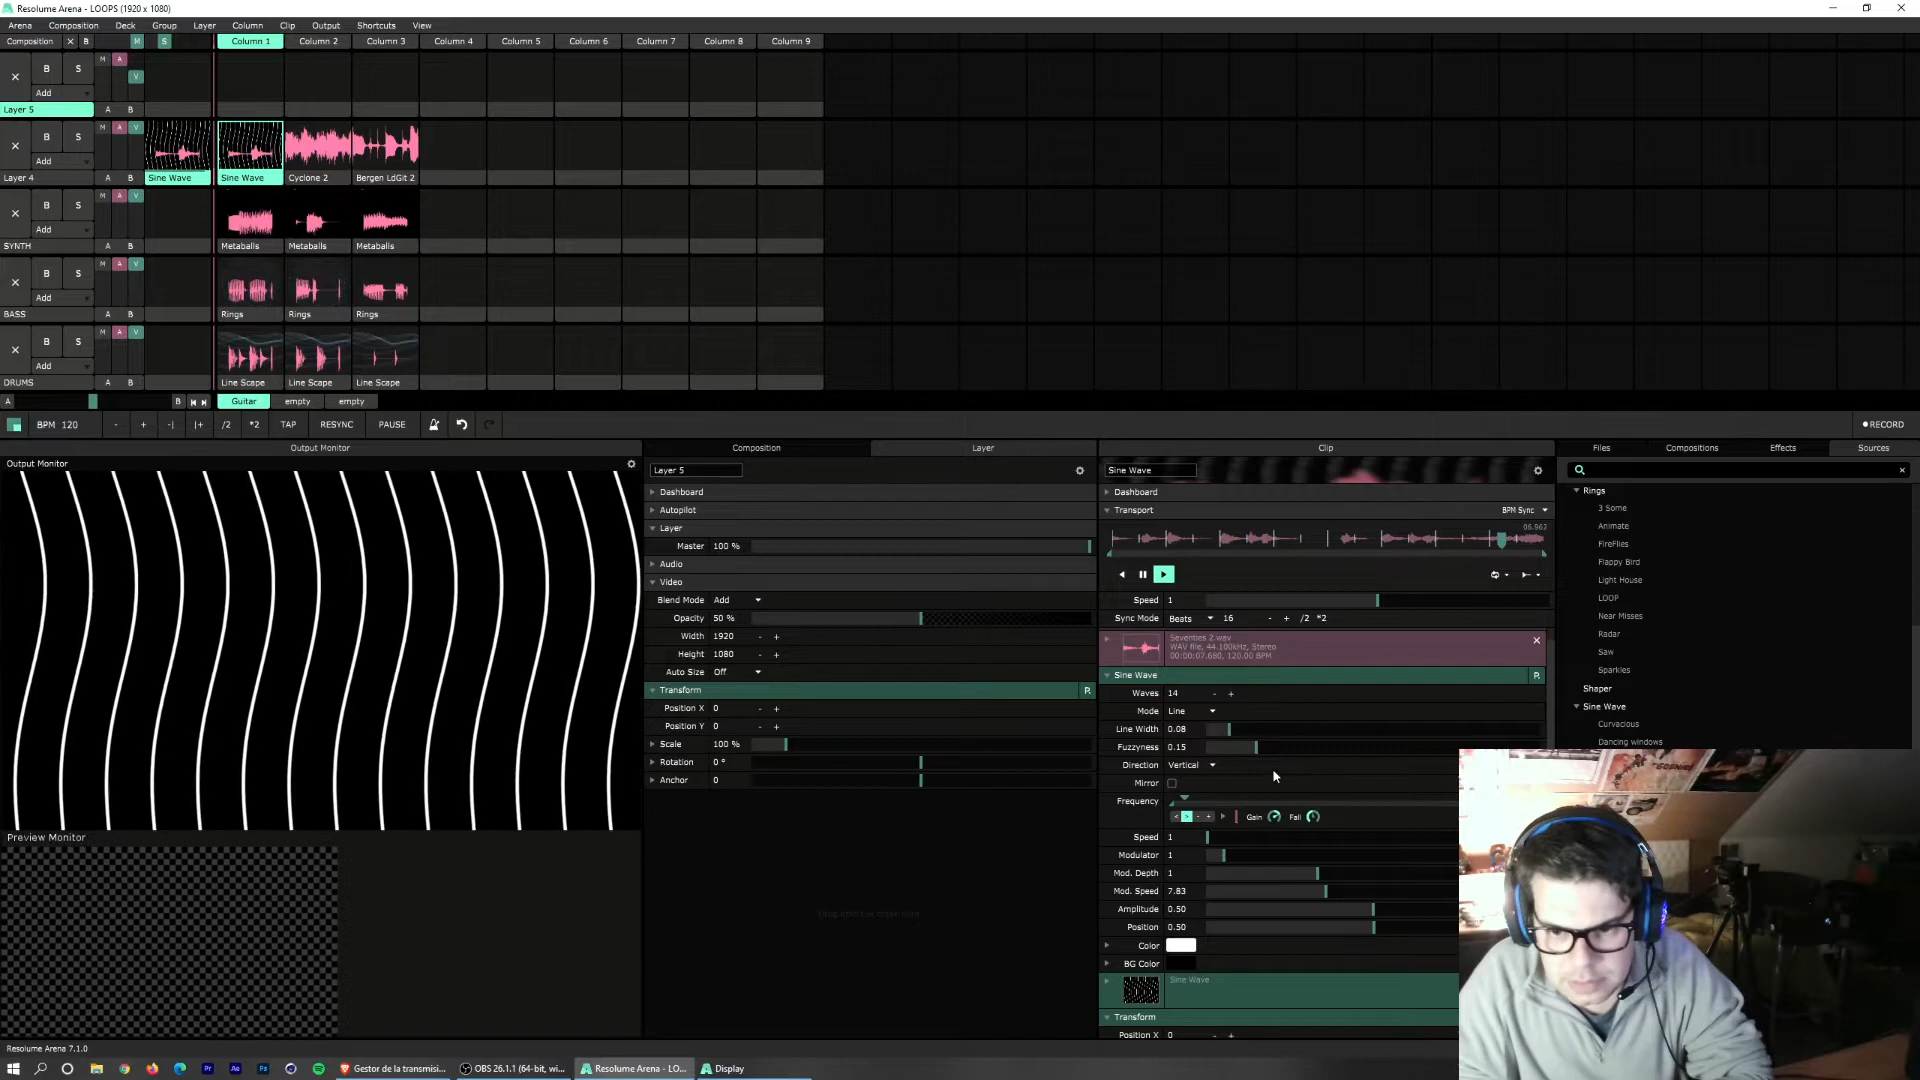 Resolume Arena - LOOPS (1920 x 1080)
Arena Composition Deck Group Layer Column Clip Output Shortcuts View
Composition X B M S Column 1 Column 2 Column 3 Column 4 Column 5 Column 6 Column 7 Column 8 Column 9
B S M A V
Add
Layer 5 A B
B S M A V
Add
Layer 4 A B Sine Wave Sine Wave Cyclone 2 Bergen LdGit 2
B S M A V
Add
SYNTH A B Metaballs Metaballs Metaballs
B S M A V
Add
BASS A B Rings Rings Rings
B S M A V
Add
DRUMS A B Line Scape Line Scape Line Scape
A B Guitar empty empty
BPM 120 - + -| |+ /2 *2 TAP RESYNC PAUSE RECORD
Output Monitor Composition Layer Clip Files Compositions Effects Sources
Output Monitor
Layer 5
Dashboard
Autopilot
Layer
Master 100 %
Audio
Video
Blend Mode Add
Opacity 50 %
Width 1920 - +
Height 1080 - +
Auto Size Off
Transform P.
Position X 0 - +
Position Y 0 - +
Scale 100 %
Rotation 0 °
Anchor 0
Sine Wave
Dashboard
Transport BPM Sync
06.962
Speed 1
Sync Mode Beats 16 - + /2 *2
Seventies 2.wav
WAV file, 44.100kHz, Stereo
00:00:07.680, 120.00 BPM
Sine Wave P.
Waves 14 - +
Mode Line
Line Width 0.08
Fuzzyness 0.15
Direction Vertical
Mirror
Frequency
< > - + Gain Fall
Speed 1
Modulator 1
Mod. Depth 1
Mod. Speed 7.83
Amplitude 0.50
Position 0.50
Color
BG Color
Sine Wave
Transform
Position X 0 - +
Rings
3 Some
Animate
FireFlies
Flappy Bird
Light House
LOOP
Near Misses
Radar
Saw
Sparkles
Shaper
Sine Wave
Curvacious
Dancing windows
Preview Monitor
Resolume Arena 7.1.0
Pr Ae Ps Gestor de la transmisi... OBS 26.1.1 (64-bit, wi... Resolume Arena - LO... Display